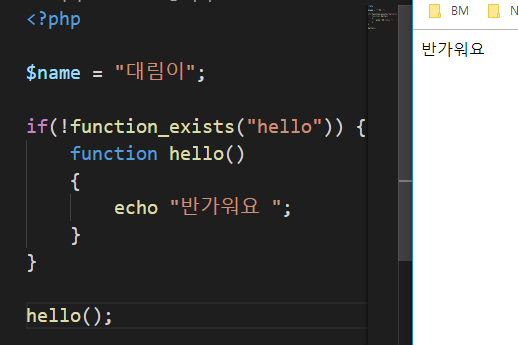 BM
<?php
반가워요
$name = "대림이";
if(!function_exists("hello")) {
function hello()
{
echo "반가워요 ";
}
}
hello();